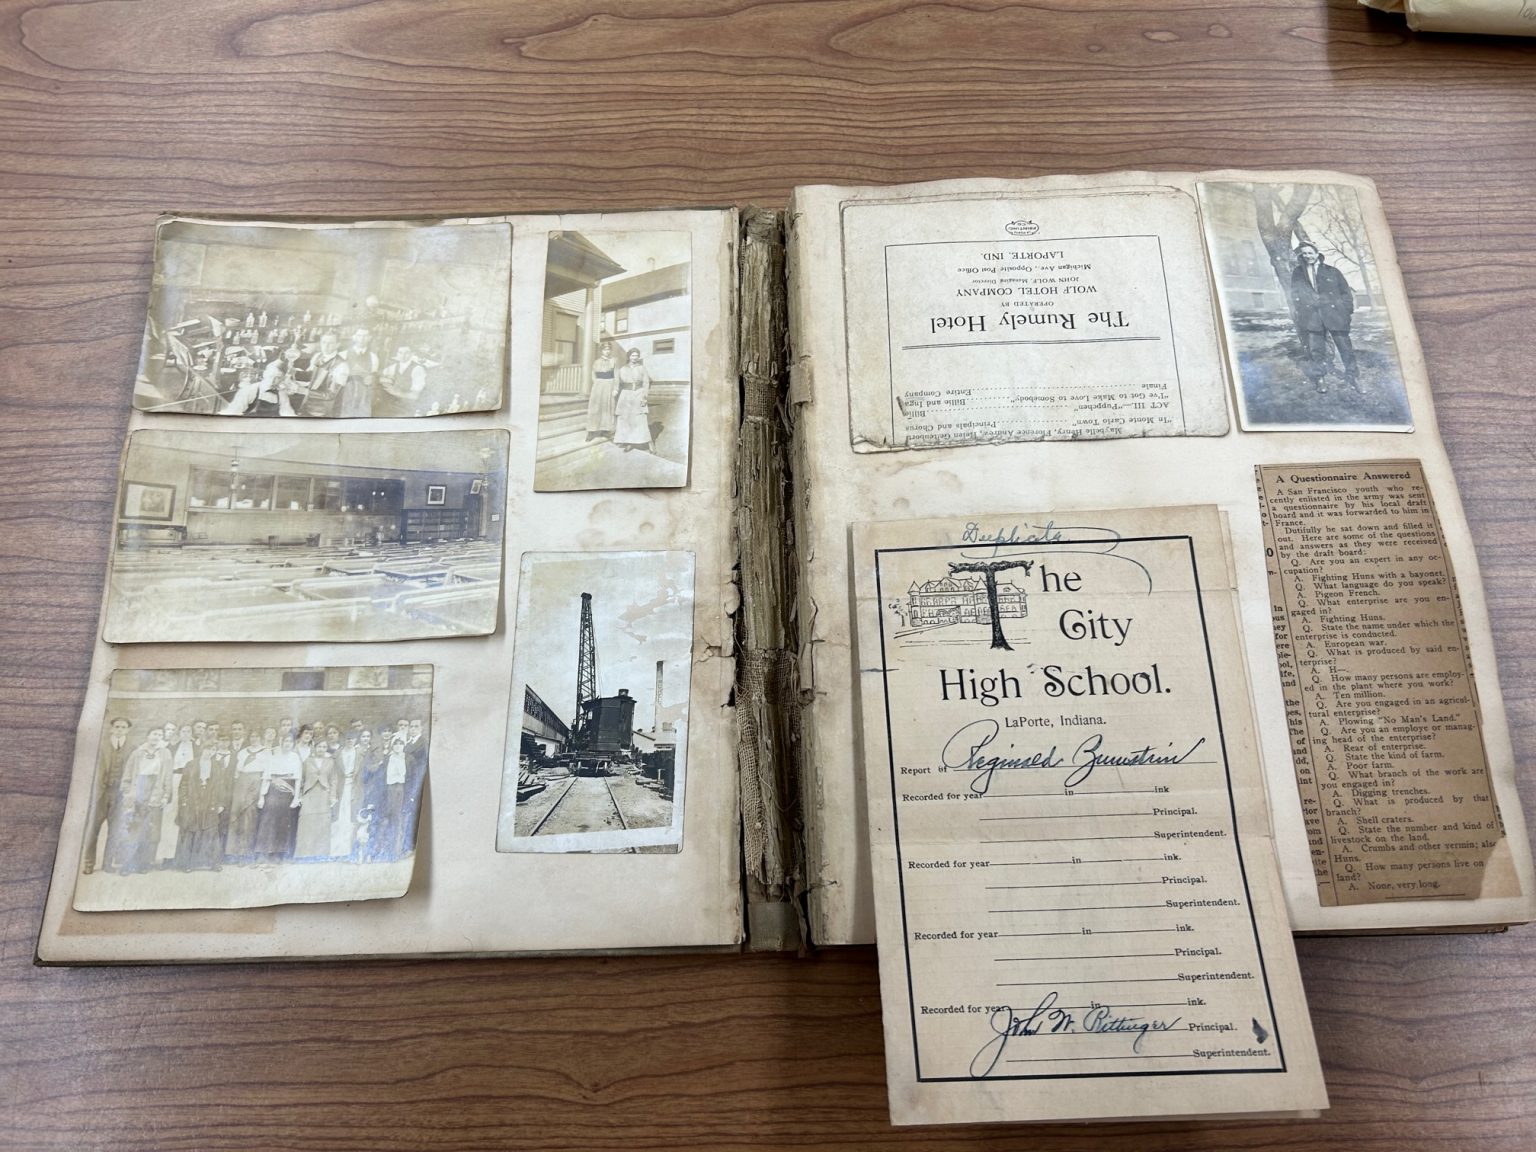 The Rumely Hotel
OPERATED BY
WOLF HOTEL COMPANY
JOHN WOLF, Managing Director
Michigan Ave., Opposite Post Office
LAPORTE, IND.
Maybelle Henry, Florence Andrew, Helen
"In Monte Carlo Town" Principals and Chorus
ACT III.—"Puppchen" Billie
"I've Got to Make Love to Somebody" Billie and Inga
Finale Entire Company
Duplicate
The
City
High School.
LaPorte, Indiana.
Report of Reginald
Recorded for year in ink
Principal.
Superintendent.
Recorded for year in ink.
Principal.
Superintendent.
Recorded for year in ink.
Principal.
Superintendent.
Recorded for year in ink.
John W. Rittinger Principal.
Superintendent.
A Questionnaire Answered
A San Francisco youth who re-
cently enlisted in the army was sent
a questionnaire by his local draft
board and it was forwarded to him in
France.
Dutifully he sat down and filled it
out. Here are some of the questions
and answers as they were received
by the draft board:
Q. Are you an expert in any oc-
cupation?
A. Fighting Huns with a bayonet.
Q. What language do you speak?
A. Pigeon French.
Q. What enterprise are you en-
gaged in?
A. Fighting Huns.
Q. State the name under which the
enterprise is conducted.
A. European war.
Q. What is produced by said en-
terprise?
A. H—.
Q. How many persons are employ-
ed in the plant where you work?
A. Ten million.
Q. Are you engaged in an agricul-
tural enterprise?
A. Plowing "No Man's Land."
Q. Are you an employe or manag-
ing head of the enterprise?
A. Rear of enterprise.
Q. State the kind of farm.
A. Poor farm.
Q. What branch of the work are
you engaged in?
A. Digging trenches.
Q. What is produced by that
branch?
A. Shell craters.
Q. State the number and kind of
livestock on the land.
A. Crumbs and other vermin; also
Huns.
Q. How many persons live on
land?
A. None, very long.